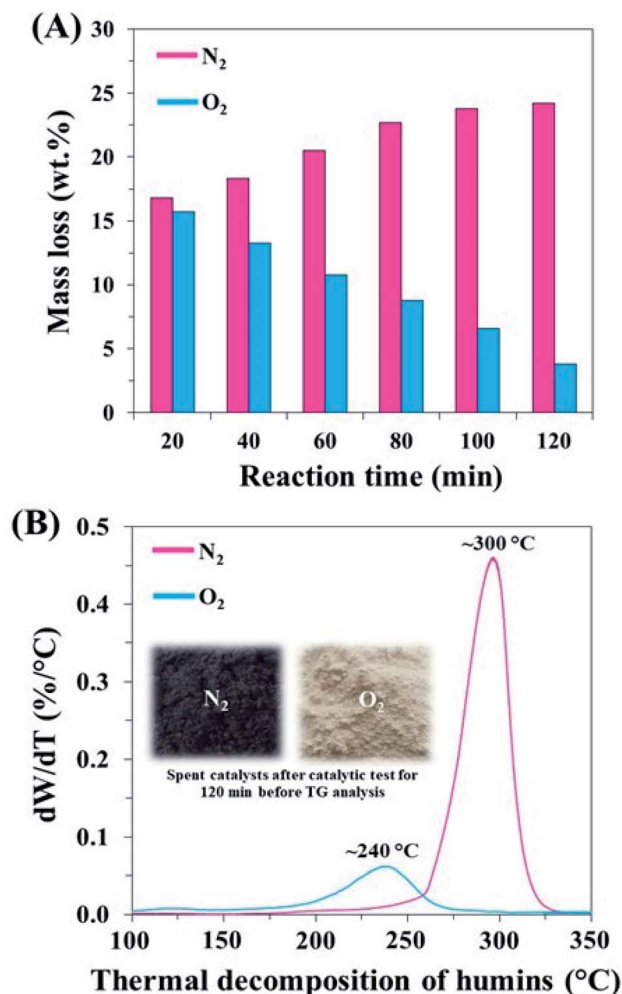 (A)
30
25
20
15
10
5
0
Mass loss (wt.%)
N₂
O₂
20 40 60 80 100 120
Reaction time (min)
(B)
0.5
0.4
0.3
0.2
0.1
0.0
dW/dT (%/°C)
N₂
O₂
~300 °C
N₂ O₂
Spent catalysts after catalytic test for
120 min before TG analysis
~240 °C
100 150 200 250 300 350
Thermal decomposition of humins (°C)